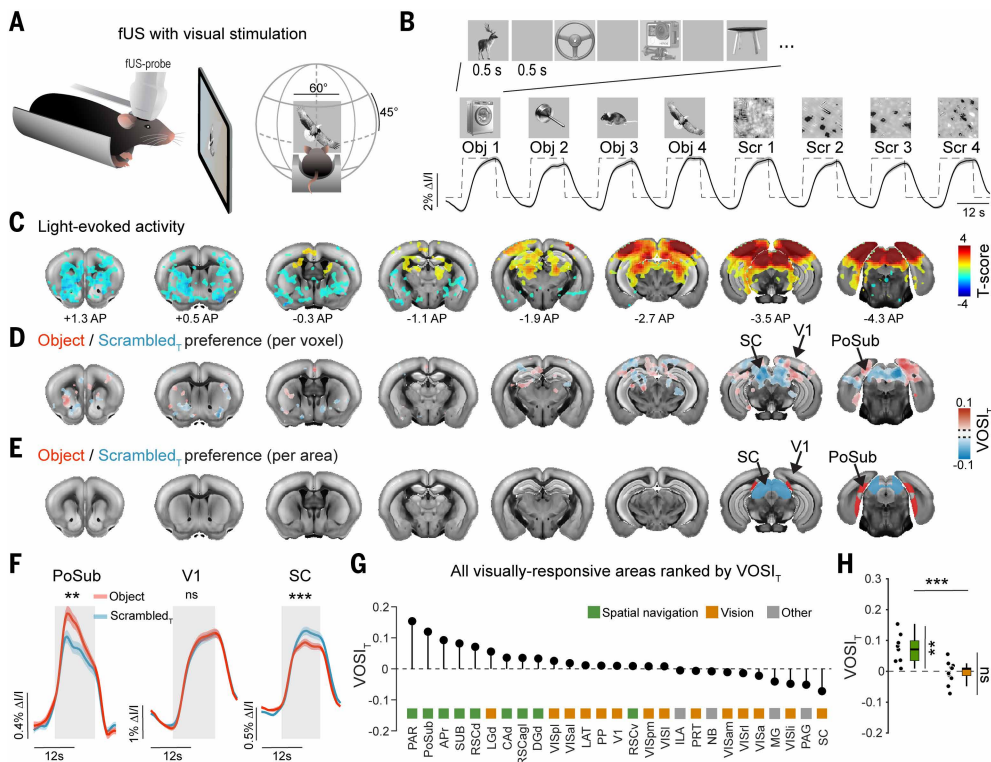 A
fUS with visual stimulation
fUS-probe
60°
45°
B
0.5 s 0.5 s
...
Obj 1 Obj 2 Obj 3 Obj 4 Scr 1 Scr 2 Scr 3 Scr 4
2% ΔI/I
12 s
C Light-evoked activity
+1.3 AP +0.5 AP -0.3 AP -1.1 AP -1.9 AP -2.7 AP -3.5 AP -4.3 AP
4
-4
T-score
D Object / Scrambled_T preference (per voxel)
SC V1 PoSub
0.1
-0.1
VOSI_T
E Object / Scrambled_T preference (per area)
SC V1 PoSub
F
PoSub V1 SC
** ns ***
Object
Scrambled_T
0.4% ΔI/I
1% ΔI/I
0.5% ΔI/I
12s 12s 12s
G All visually-responsive areas ranked by VOSI_T
Spatial navigation Vision Other
VOSI_T
0.2
0.1
0
-0.1
-0.2
PAR PoSub APr SUB RSCd LGd CAd RSCagl DGd VISpl VISal LAT PP V1 RSCv VISpm VISl ILA PRT NB VISam VISrl VISa MG VISli PAG SC
H
VOSI_T
0.3
0.2
0.1
0
-0.1
-0.2
***
**
ns